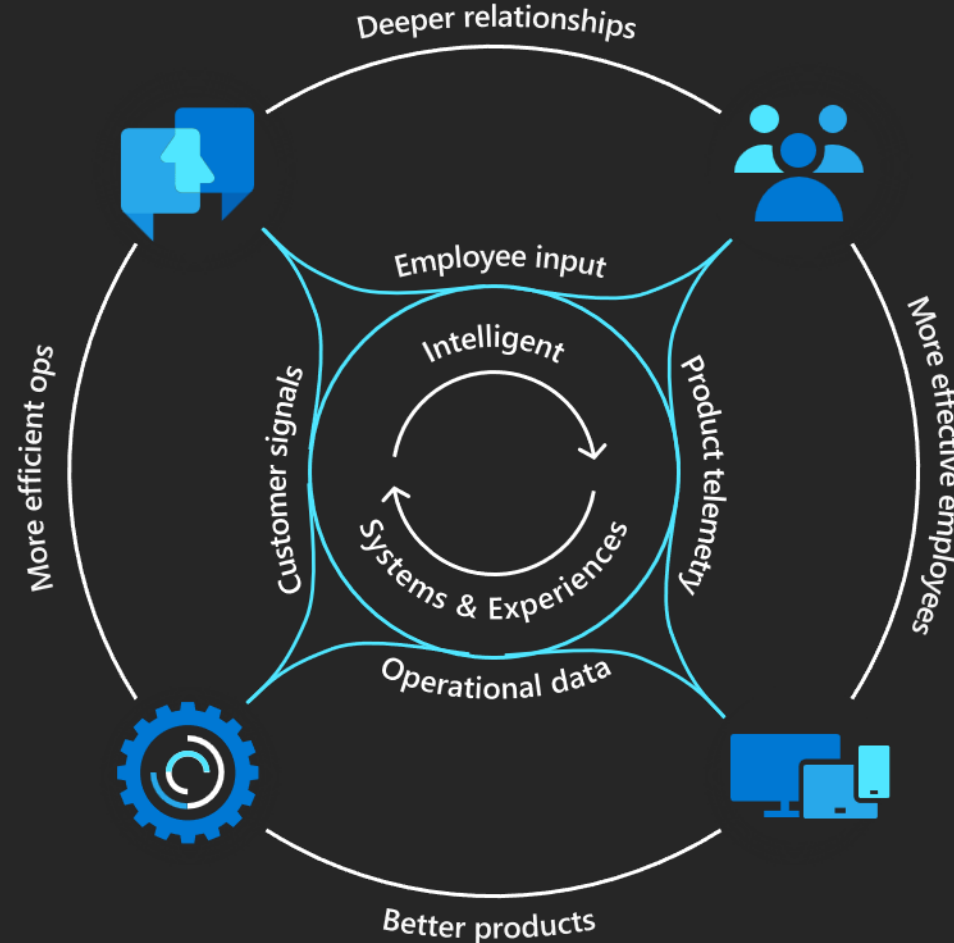 Deeper relationships
Employee input
Intelligent
More efficient ops
Customer signals
Product telemetry
More effective employees
Systems & Experiences
Operational data
Better products